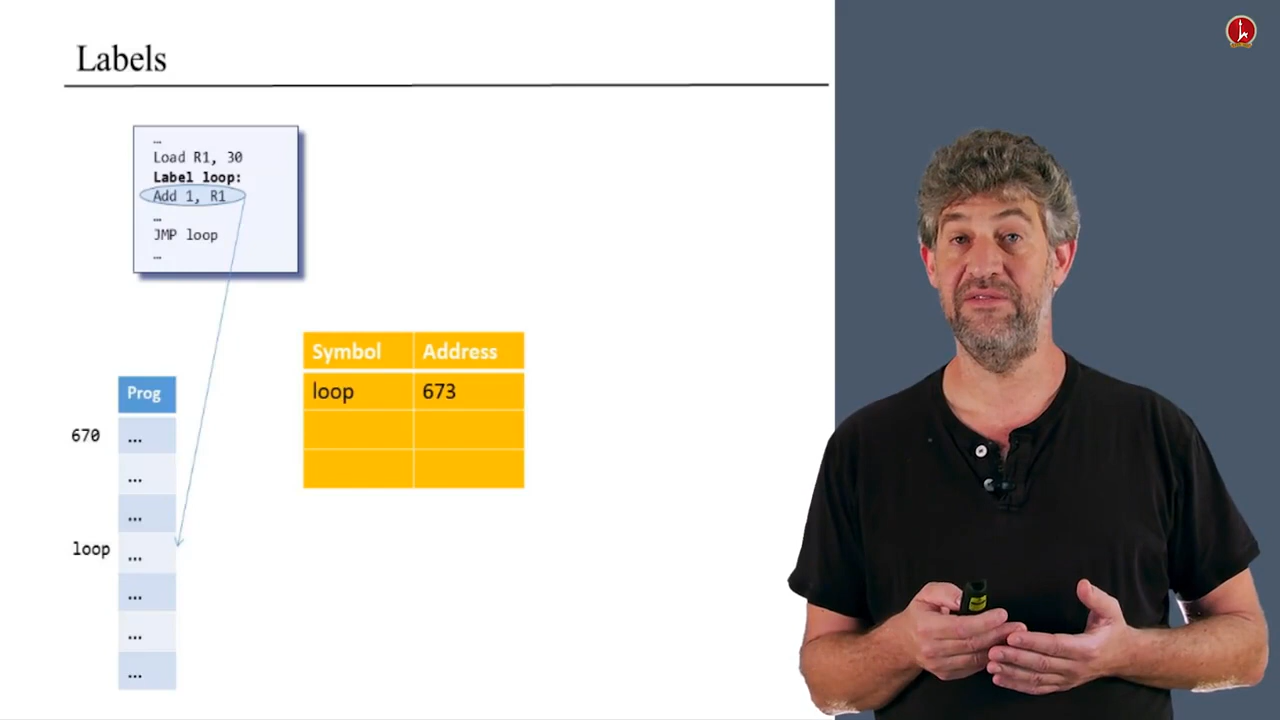 Labels
…
Load R1, 30
Label loop:
Add 1, R1
…
JMP loop
…
Symbol Address
loop 673
Prog
670 …
…
…
loop …
…
…
…